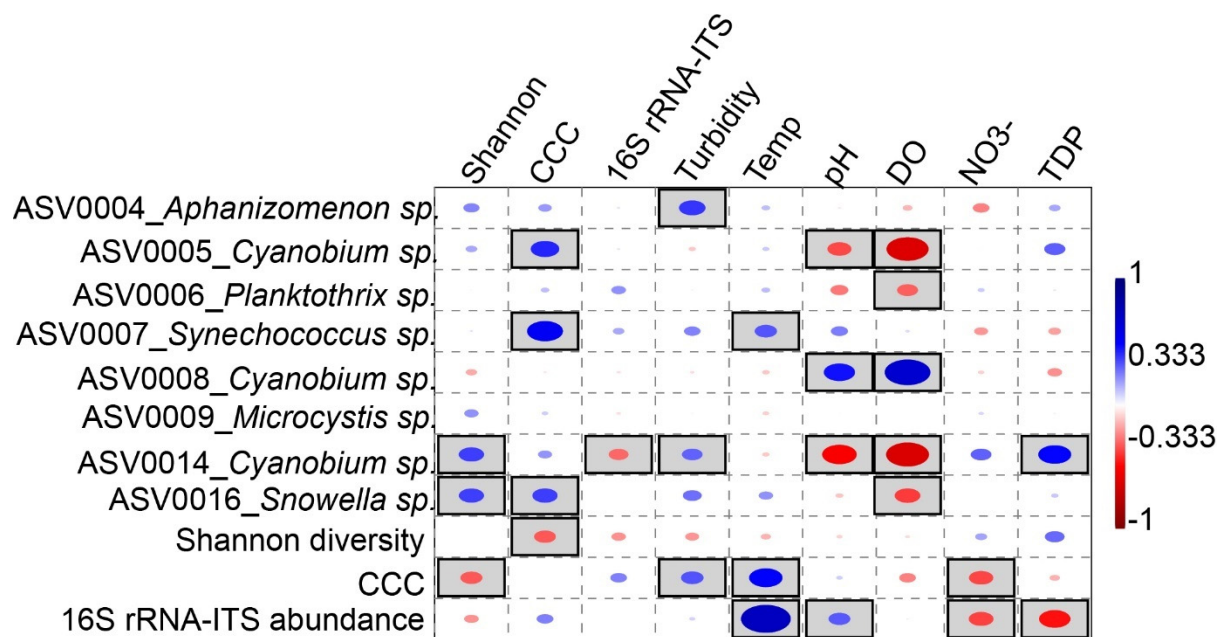 Shannon
CCC
16S rRNA-ITS
Turbidity
Temp
pH
DO
NO3-
TDP
ASV0004_Aphanizomenon sp.
ASV0005_Cyanobium sp.
ASV0006_Planktothrix sp.
ASV0007_Synechococcus sp.
ASV0008_Cyanobium sp.
ASV0009_Microcystis sp.
ASV0014_Cyanobium sp.
ASV0016_Snowella sp.
Shannon diversity
CCC
16S rRNA-ITS abundance
1
0.333
-0.333
-1